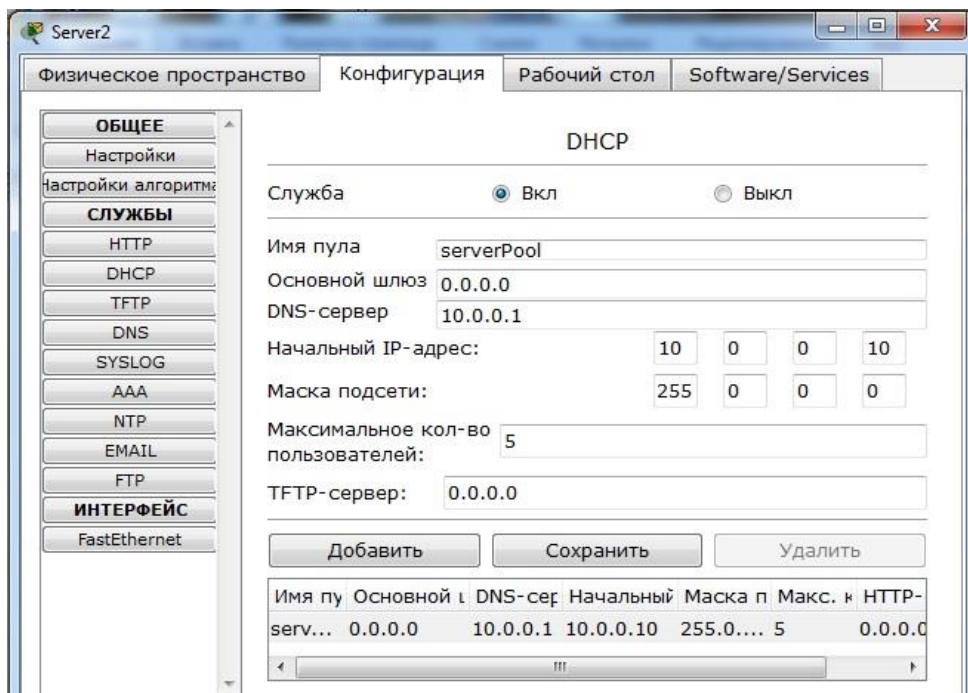 Server2
Физическое пространство Конфигурация Рабочий стол Software/Services
ОБЩЕЕ
Настройки
Настройки алгоритма
СЛУЖБЫ
HTTP
DHCP
TFTP
DNS
SYSLOG
AAA
NTP
EMAIL
FTP
ИНТЕРФЕЙС
FastEthernet
DHCP
Служба Вкл Выкл
Имя пула serverPool
Основной шлюз 0.0.0.0
DNS-сервер 10.0.0.1
Начальный IP-адрес: 10 0 0 10
Маска подсети: 255 0 0 0
Максимальное кол-во
пользователей: 5
TFTP-сервер: 0.0.0.0
Добавить Сохранить Удалить
Имя пу Основной ц DNS-сер Начальный Маска п Макс. к HTTP-
serv... 0.0.0.0 10.0.0.1 10.0.0.10 255.0.... 5 0.0.0.0